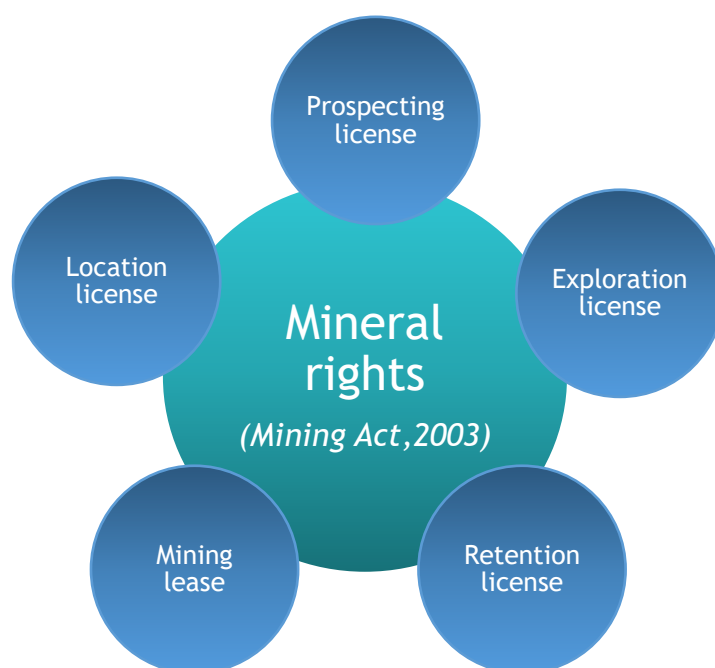 Prospecting
license
Location
license
Exploration
license
Mineral
rights
(Mining Act,2003)
Mining
lease
Retention
license